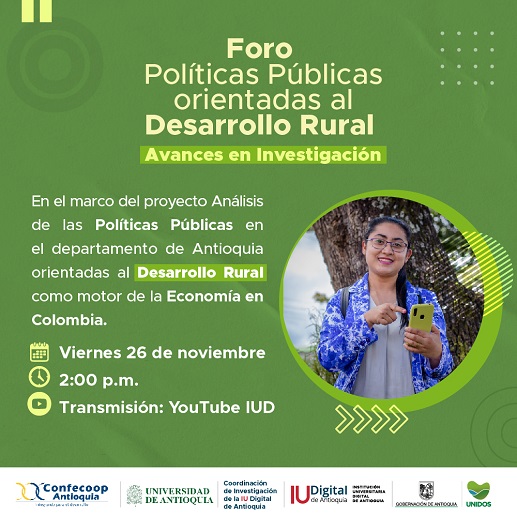 Foro
Políticas Públicas
orientadas al
Desarrollo Rural
Avances en Investigación
En el marco del proyecto Análisis
de las Políticas Públicas en
el departamento de Antioquia
orientadas al Desarrollo Rural
como motor de la Economía en
Colombia.
Viernes 26 de noviembre
2:00 p.m.
Transmisión: YouTube IUD
Confecoop
Antioquia
UNIVERSIDAD
DE ANTIOQUIA
Coordinación
de Investigación
de la IU Digital
de Antioquia
IU Digital
de Antioquia
INSTITUCIÓN
UNIVERSITARIA
DIGITAL
DE ANTIOQUIA
GOBERNACIÓN DE ANTIOQUIA
UNIDOS